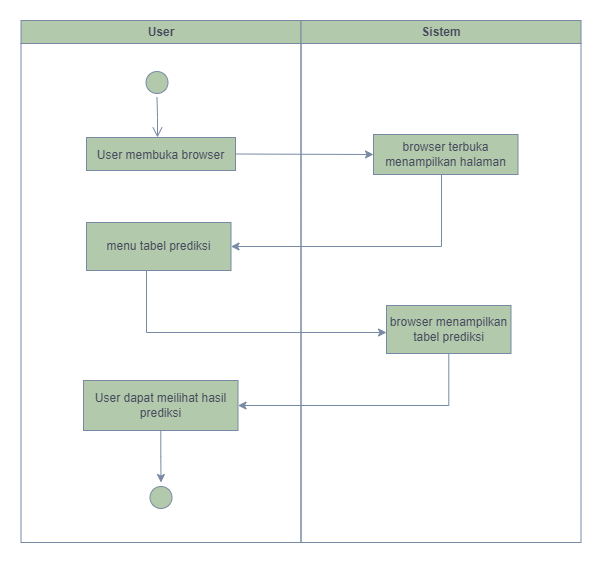 User
Sistem
User membuka browser
browser terbuka
menampilkan halaman
menu tabel prediksi
browser menampilkan
tabel prediksi
User dapat meilihat hasil
prediksi